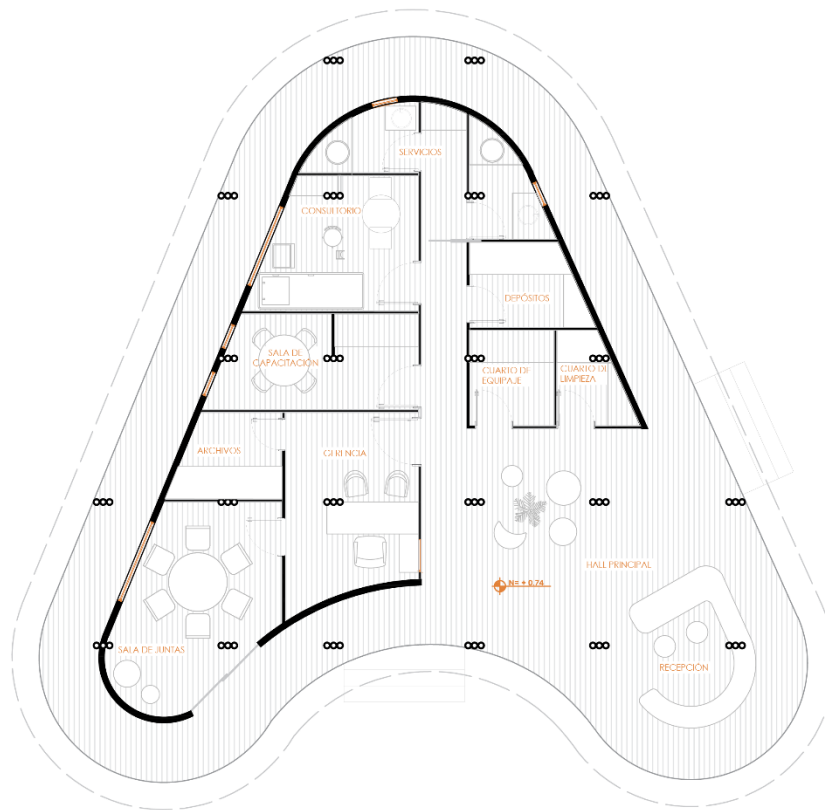 SERVICIOS
CONSULTORIO
DEPÓSITOS
SALA DE
CAPACITACIÓN
CUARTO DE
EQUIPAJE
CUARTO DE
LIMPIEZA
ARCHIVOS
GERENCIA
HALL PRINCIPAL
N= + 0.74
SALA DE JUNTAS
RECEPCIÓN